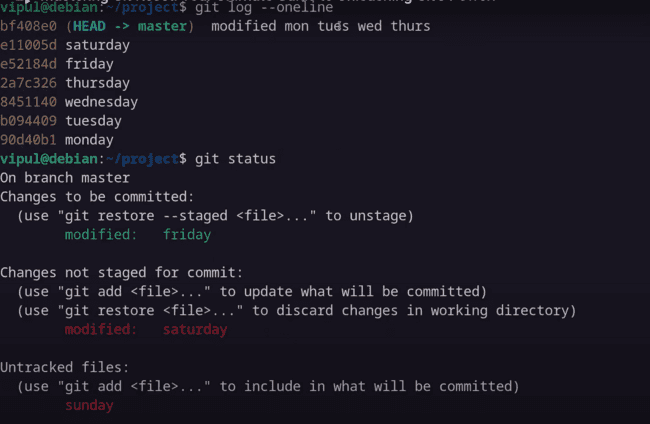 vipul@debian:~/project$ git log --oneline
bf408e0 (HEAD -> master) modified mon tues wed thurs
e11005d saturday
e52184d friday
2a7c326 thursday
8451140 wednesday
b094409 tuesday
90d40b1 monday
vipul@debian:~/project$ git status
On branch master
Changes to be committed:
(use "git restore --staged <file>..." to unstage)
modified: friday
Changes not staged for commit:
(use "git add <file>..." to update what will be committed)
(use "git restore <file>..." to discard changes in working directory)
modified: saturday
Untracked files:
(use "git add <file>..." to include in what will be committed)
sunday